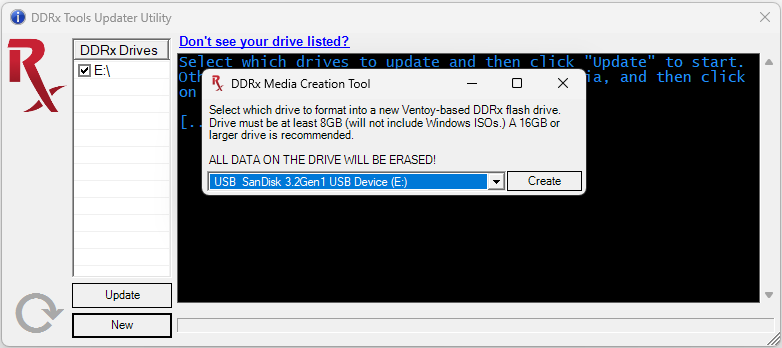 DDRx Tools Updater Utility
Rx
DDRx Drives
E:\
Update
New
Don't see your drive listed?
Select which drives to update and then click "Update" to start.
Oth
ia, and then click
on
[..
DDRx Media Creation Tool
Select which drive to format into a new Ventoy-based DDRx flash drive.
Drive must be at least 8GB (will not include Windows ISOs.) A 16GB or
larger drive is recommended.
ALL DATA ON THE DRIVE WILL BE ERASED!
USB  SanDisk 3.2Gen1 USB Device (E:)
Create